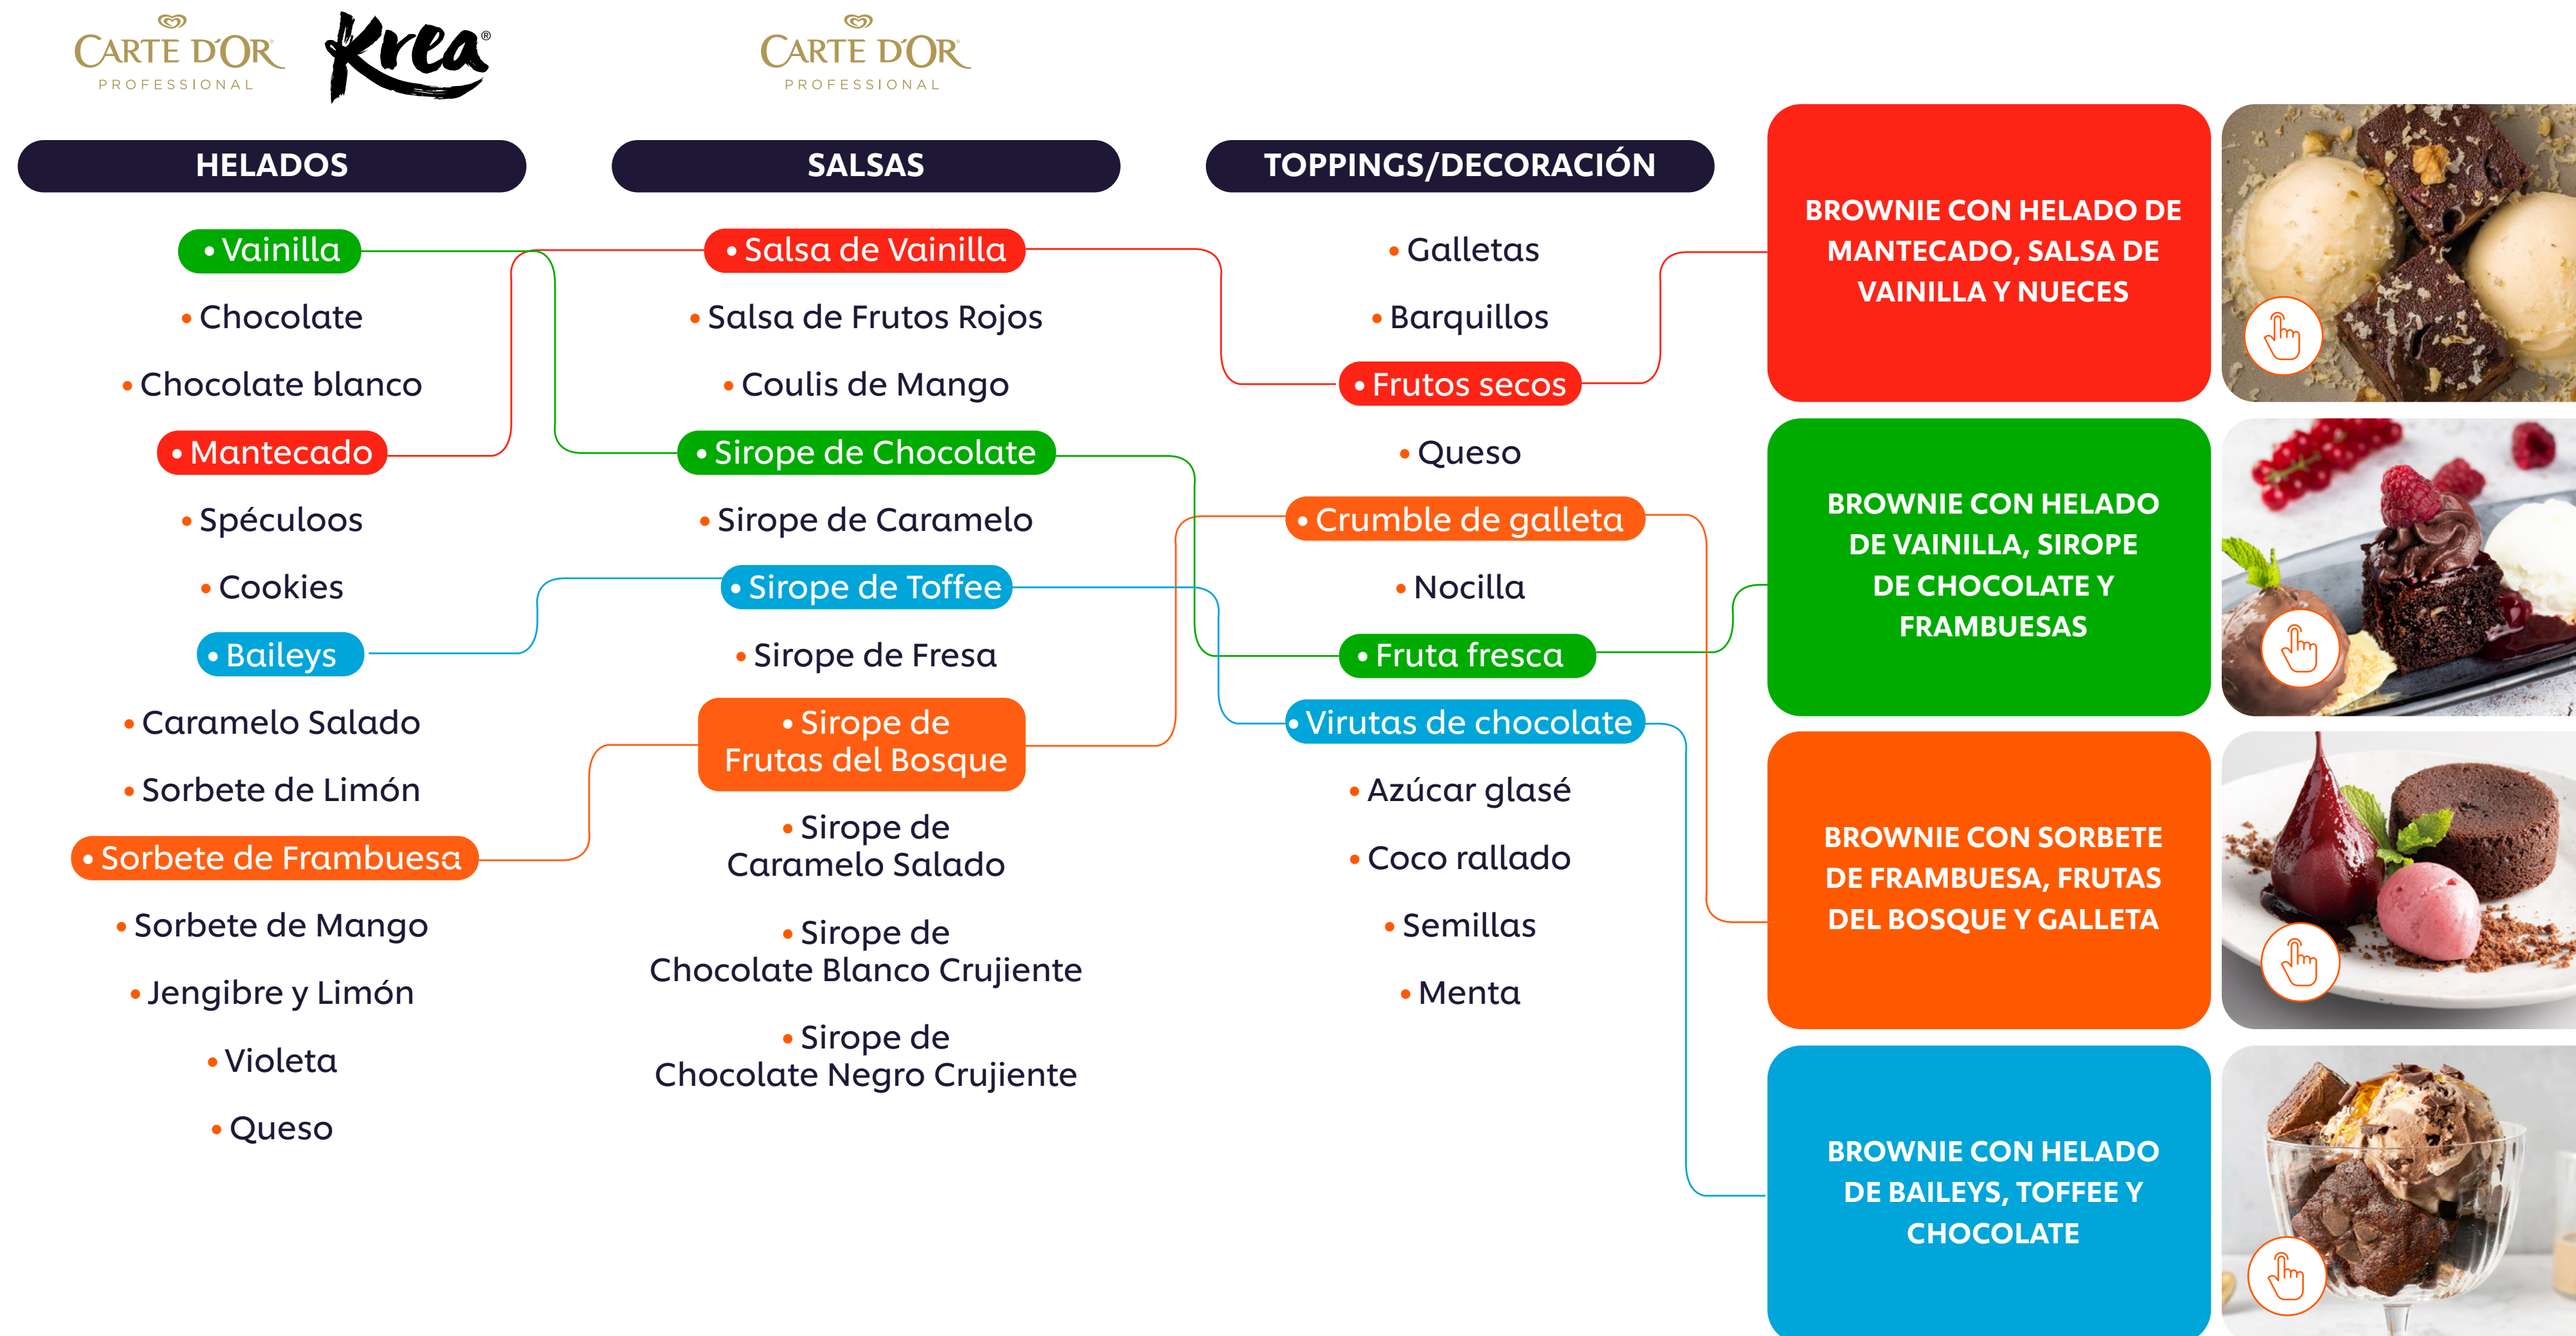 CARTE D'OR
PROFESSIONAL
Krea®
CARTE D'OR
PROFESSIONAL
HELADOS
• Vainilla
• Chocolate
• Chocolate blanco
• Mantecado
• Spéculoos
• Cookies
• Baileys
• Caramelo Salado
• Sorbete de Limón
• Sorbete de Frambuesa
• Sorbete de Mango
• Jengibre y Limón
• Violeta
• Queso
SALSAS
• Salsa de Vainilla
• Salsa de Frutos Rojos
• Coulis de Mango
• Sirope de Chocolate
• Sirope de Caramelo
• Sirope de Toffee
• Sirope de Fresa
• Sirope de
Frutas del Bosque
• Sirope de
Caramelo Salado
• Sirope de
Chocolate Blanco Crujiente
• Sirope de
Chocolate Negro Crujiente
TOPPINGS/DECORACIÓN
• Galletas
• Barquillos
• Frutos secos
• Queso
• Crumble de galleta
• Nocilla
• Fruta fresca
• Virutas de chocolate
• Azúcar glasé
• Coco rallado
• Semillas
• Menta
BROWNIE CON HELADO DE
MANTECADO, SALSA DE
VAINILLA Y NUECES
BROWNIE CON HELADO
DE VAINILLA, SIROPE
DE CHOCOLATE Y
FRAMBUESAS
BROWNIE CON SORBETE
DE FRAMBUESA, FRUTAS
DEL BOSQUE Y GALLETA
BROWNIE CON HELADO
DE BAILEYS, TOFFEE Y
CHOCOLATE